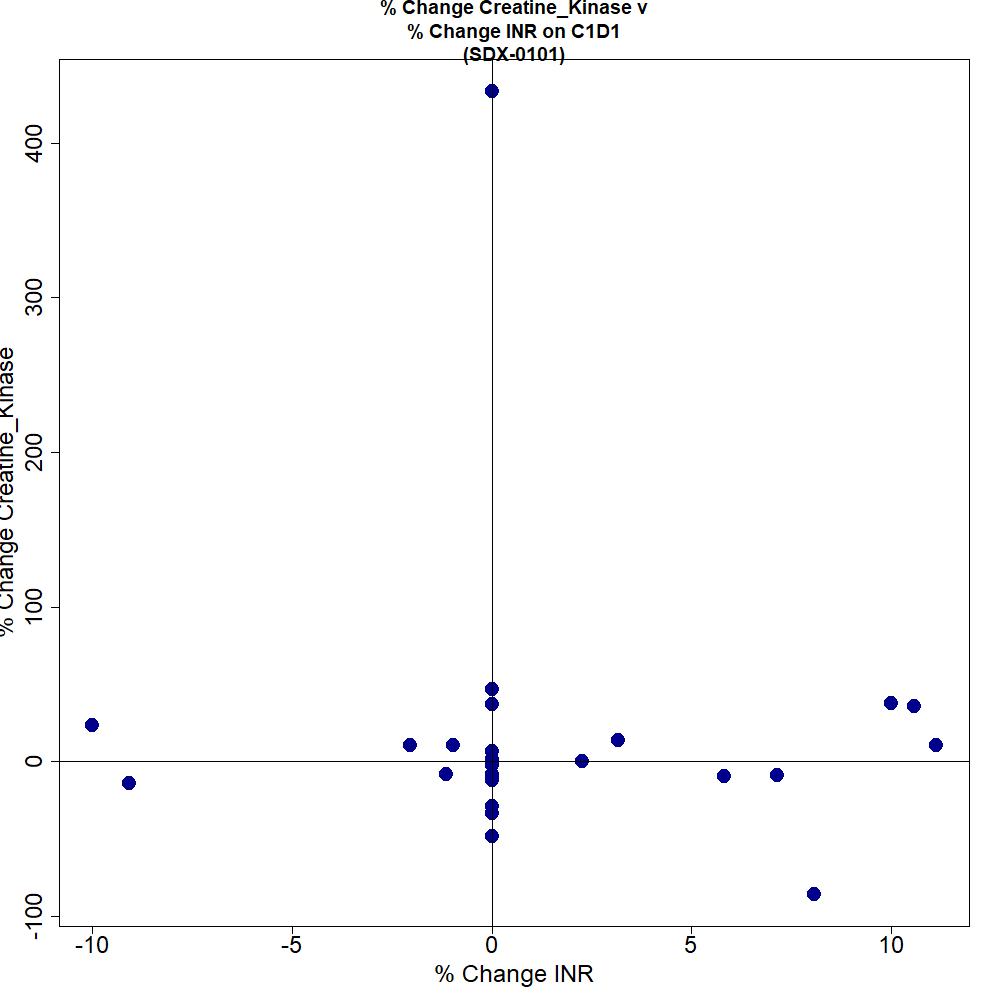 % Change Creatine_Kinase v
% Change INR on C1D1
(SDX-0101)
% Change Creatine_Kinase
400
300
200
100
0
-100
-10
-5
0
5
10
% Change INR